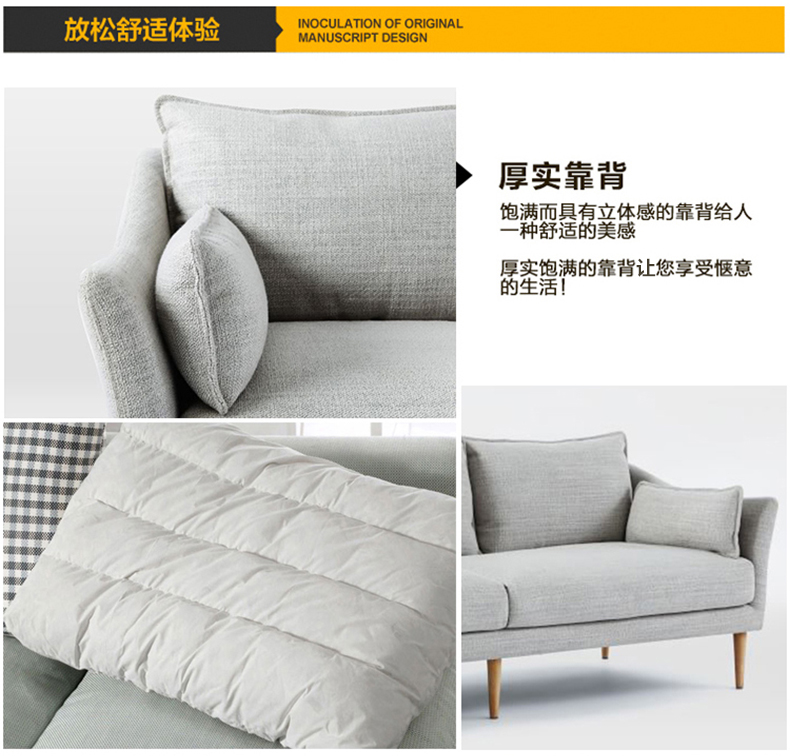 放松舒适体验
INOCULATION OF ORIGINAL
MANUSCRIPT DESIGN
厚实靠背
饱满而具有立体感的靠背给人
一种舒适的美感
厚实饱满的靠背让您享受惬意
的生活！